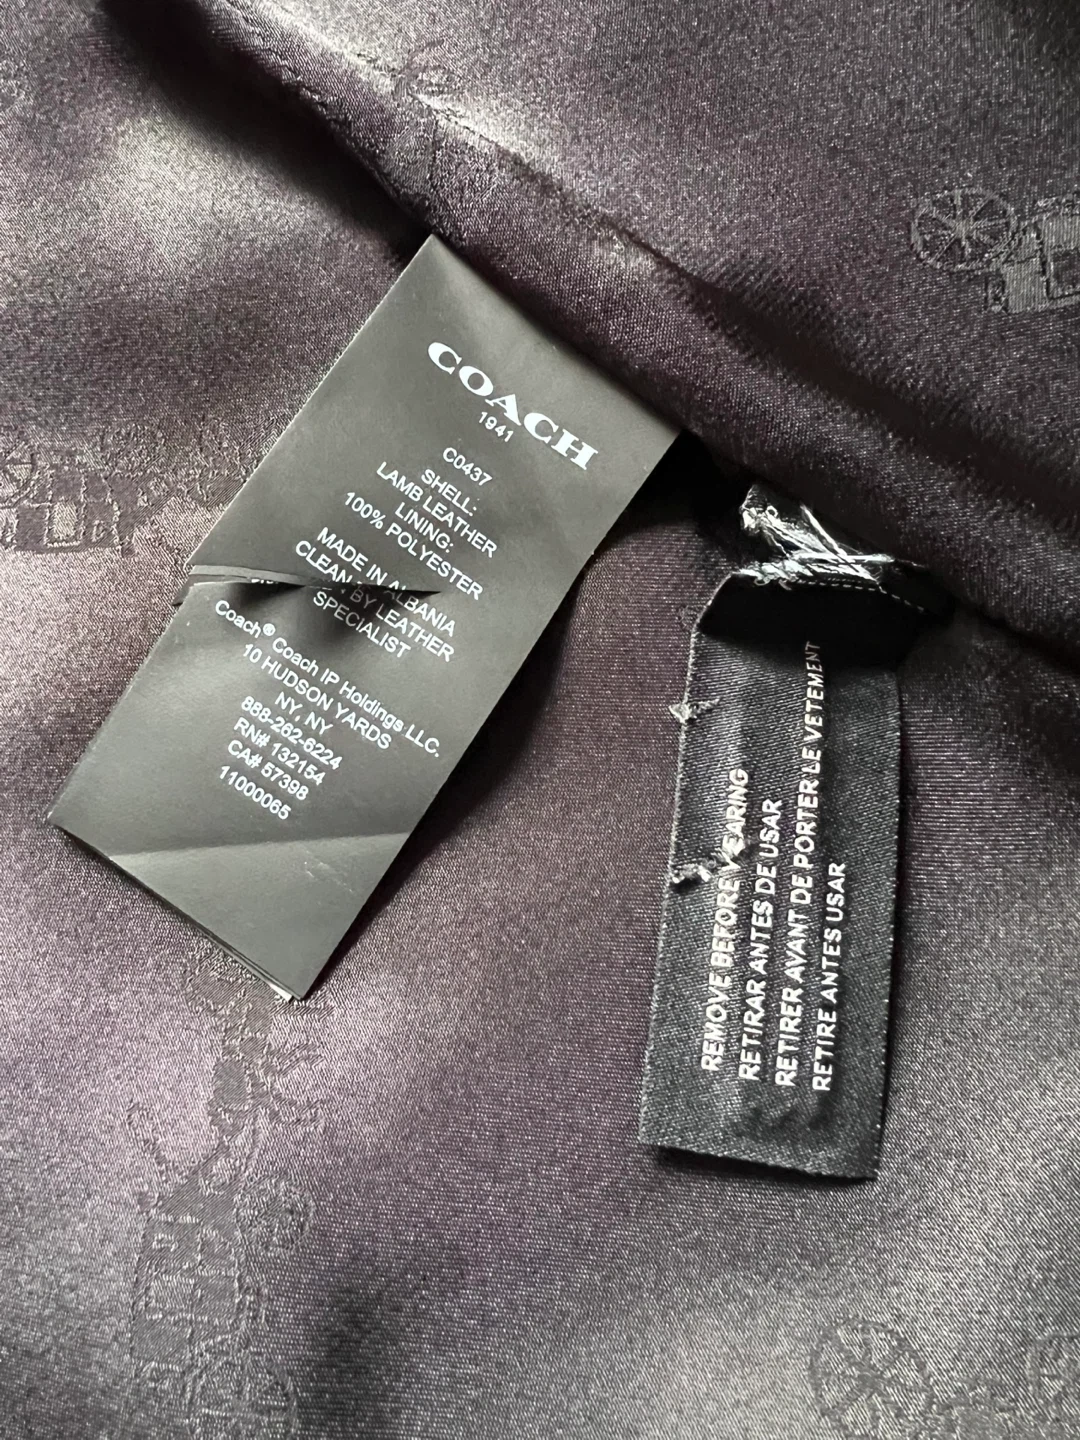 COACH
1941
C0437
SHELL:
LAMB LEATHER
LINING:
100% POLYESTER
MADE IN ALBANIA
CLEAN BY LEATHER
SPECIALIST
Coach® Coach IP Holdings LLC.
10 HUDSON YARDS
NY, NY
888-262-6224
RN# 132154
CA# 57398
11000065
REMOVE BEFORE WEARING
RETIRAR ANTES DE USAR
RETIRER AVANT DE PORTER LE VETEMENT
RETIRE ANTES USAR